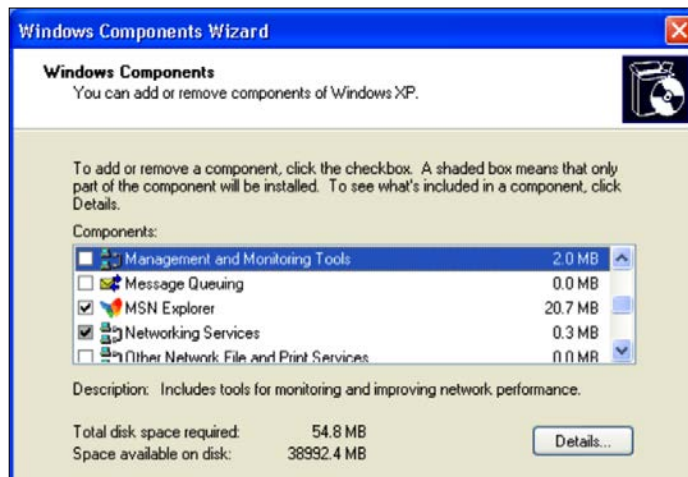 Windows Components Wizard
Windows Components
You can add or remove components of Windows XP.
To add or remove a component, click the checkbox. A shaded box means that only
part of the component will be installed. To see what's included in a component, click
Details.
Components:
Management and Monitoring Tools 2.0 MB
Message Queuing 0.0 MB
MSN Explorer 20.7 MB
Networking Services 0.3 MB
Other Network File and Print Services 0.0 MB
Description: Includes tools for monitoring and improving network performance.
Total disk space required: 54.8 MB
Space available on disk: 38992.4 MB
Details...